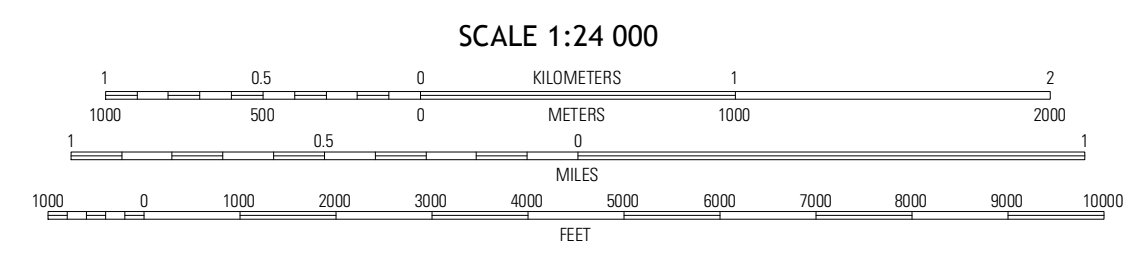 SCALE 1:24 000
1 0.5 0 KILOMETERS 1 2
1000 500 0 METERS 1000 2000
1 0.5 0 1
MILES
1000 0 1000 2000 3000 4000 5000 6000 7000 8000 9000 10000
FEET